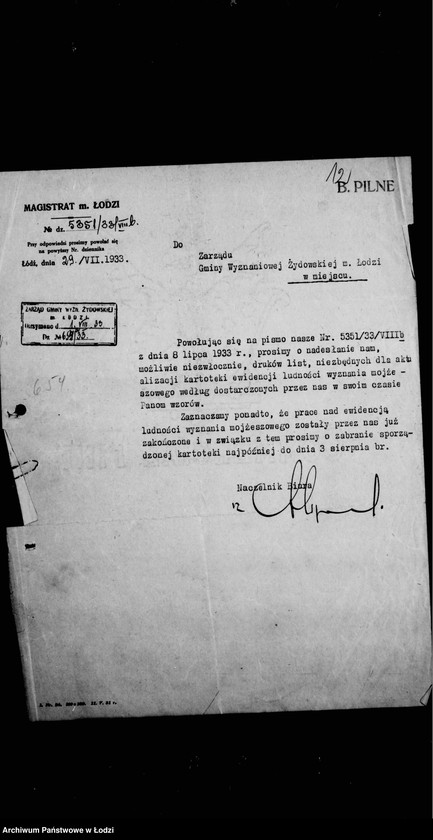 12
B. PILNE
MAGISTRAT m. ŁODZI
№ dz. 5351/33/VIIIb.
Przy odpowiedzi prosimy powołać się
na powyższy Nr. dziennika
Łódź, dnia 29./VII.1933.
Do
Zarządu
Gminy Wyznaniowej Żydowskiej m. Łodzi
w miejscu.
ZARZĄD GMINY WYZN. ŻYDOWSKIEJ
m. ŁODZI
Otrzymano d. 1. VIII. 33
654
Powołując się na pismo nasze Nr. 5351/33/VIIIb
z dnia 8 lipca 1933 r., prosimy o nadesłanie nam,
możliwie niezwłocznie, druków list, niezbędnych dla aktu
alizacji kartoteki ewidencji ludności wyznania mojże -
szowego według dostarczonych przez nas w swoim czasie
Panom wzorów.
Zaznaczamy ponadto, że prace nad ewidencją
ludności wyznania mojżeszowego zostały przez nas już
zakończone i w związku z tem prosimy o zabranie sporzą-
dzonej kartoteki najpóźniej do dnia 3 sierpnia br.
Naczelnik Biura
Archiwum Państwowe w Łodzi